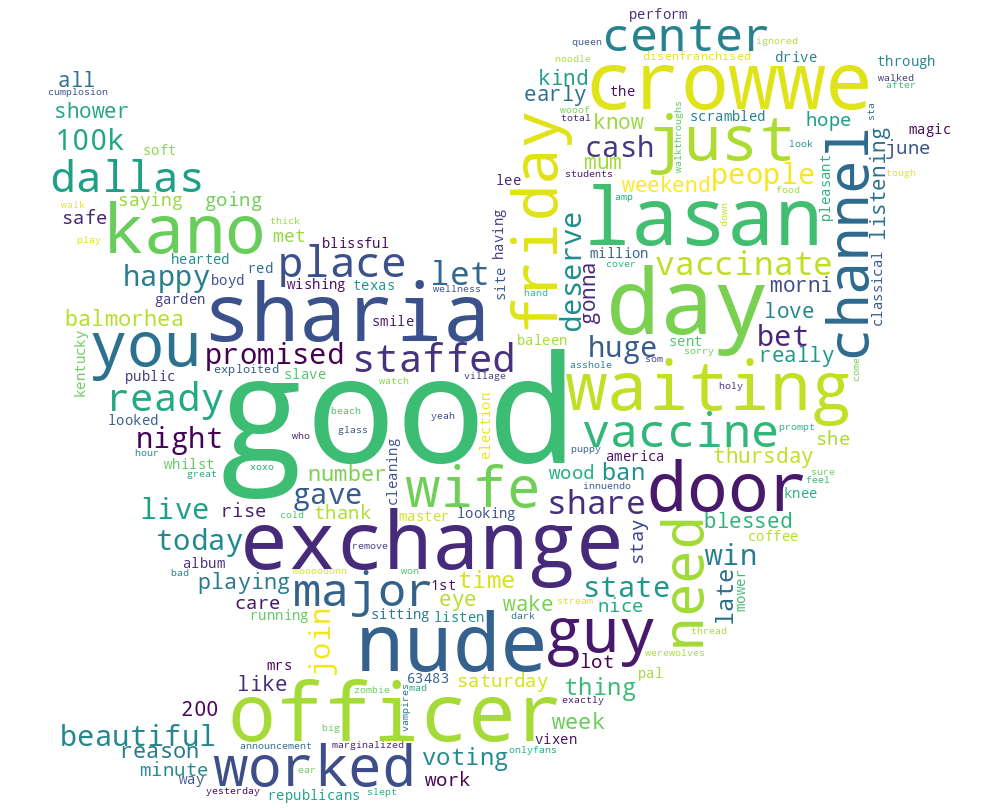 perform
queen
center
ignored
noodle
disenfranchised
drive
through
all
cumplosion
kind
early
the
crowwe
walked
after
shower
wooof
total
know
walkthroughs
scrambled
hope
sta
100k
soft
friday
cash
just
look
channel
magic
june
dallas
mum
students
lee
weekend
people
pleasant
listening
tough
food
walk
saying
going
amp
lasan
down
safe
kano
thick
met
play
blissful
having
deserve
million
classical
hearted
place
let
site
cover
gonna
vaccinate
happy
boyd
red
wishing
texas
wellness
hand
day
morni
garden
sharia
smile
love
balmorhea
you
baleen
huge
sent
bet
kentucky
promised
staffed
sorry
really
public
exploited
slave
village
asshole
som
come
ready
watch
waiting
holy
looked
good
beach
glass
yeah
election
vaccine
prompt
night
who
she
hour
whilst
xoxo
number
cleaning
puppy
america
thursday
great
wife
wood
ban
sure
feel
gave
innuendo
share
door
knee
live
rise
cold
thank
master
looking
blessed
today
exchange
remove
stay
need
coffee
win
album
mooooounn
won
bad
playing
major
1st
time
state
late
mower
care
eye
wake
stream
nice
running
sitting
listen
dark
thread
join
nude
guy
werewolves
mrs
lot
like
63483
saturday
thing
pal
zombie
mad
exactly
200
vampires
officer
week
beautiful
big
reason
announcement
marginalized
onlyfans
vixen
minute
way
ear
worked
voting
work
yesterday
republicans
slept